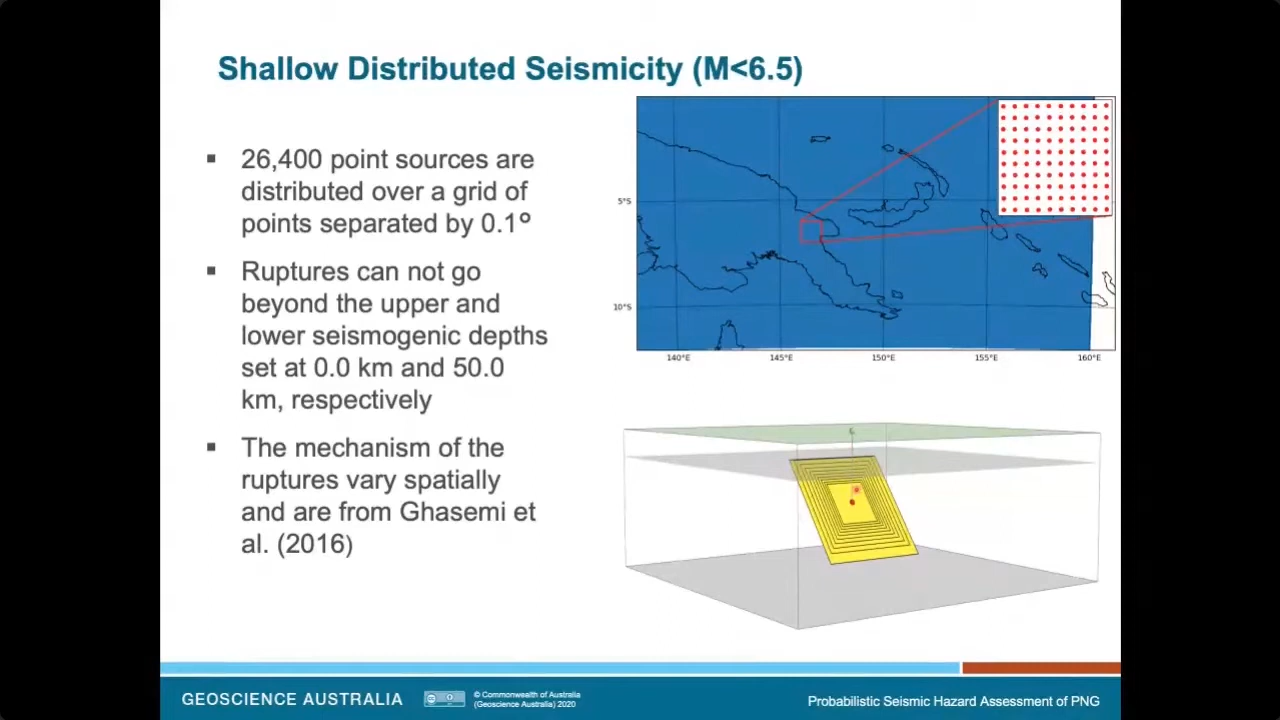 Shallow Distributed Seismicity (M<6.5)
▪ 26,400 point sources are
distributed over a grid of
points separated by 0.1º
▪ Ruptures can not go
beyond the upper and
lower seismogenic depths
set at 0.0 km and 50.0
km, respectively
▪ The mechanism of the
ruptures vary spatially
and are from Ghasemi et
al. (2016)
5°S
10°S
140°E 145°E 150°E 155°E 160°E
GEOSCIENCE AUSTRALIA
© Commonwealth of Australia
(Geoscience Australia) 2020
Probabilistic Seismic Hazard Assessment of PNG